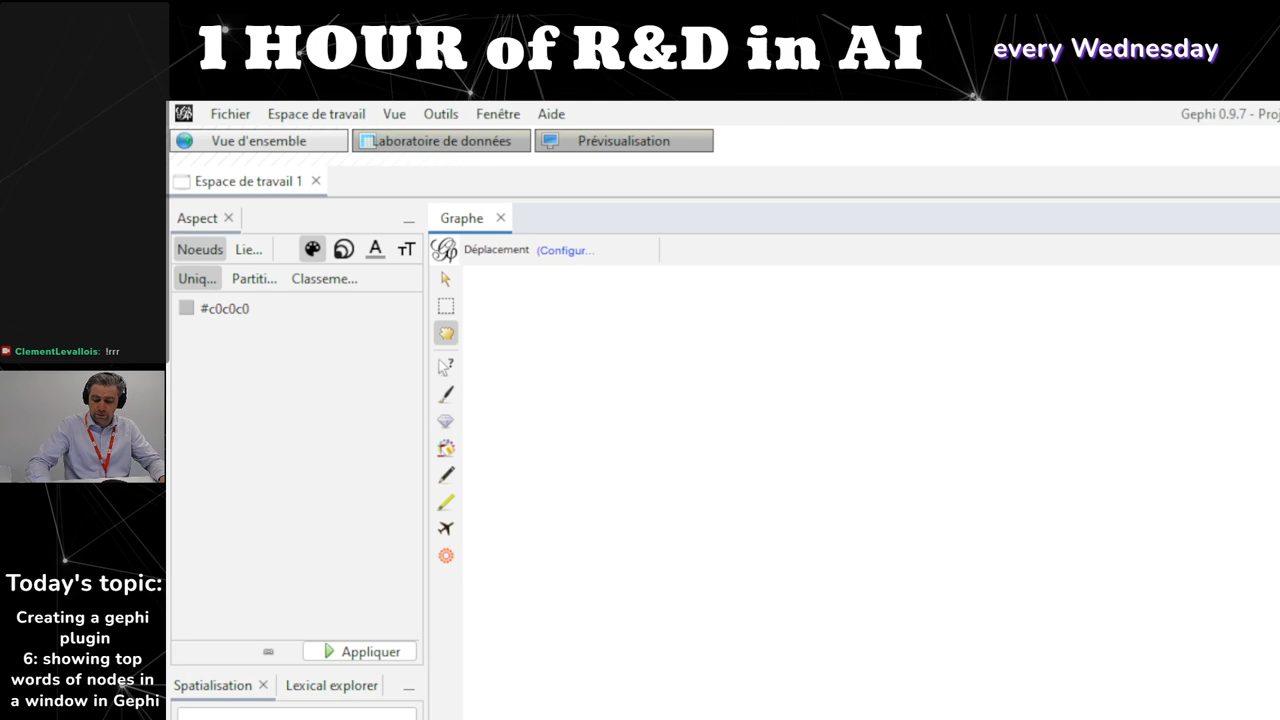 1 HOUR of R&D in AI
every Wednesday
Fichier Espace de travail Vue Outils Fenêtre Aide
Gephi 0.9.7 - Proj
Vue d'ensemble Laboratoire de données Prévisualisation
Espace de travail 1
Aspect
Graphe
Noeuds Lie... A TT
Déplacement (Configur...
Uniq... Partiti... Classeme...
#c0c0c0
ClementLevallois: !rrr
Today's topic:
Creating a gephi
plugin
6: showing top
words of nodes in
a window in Gephi
Appliquer
Spatialisation Lexical explorer